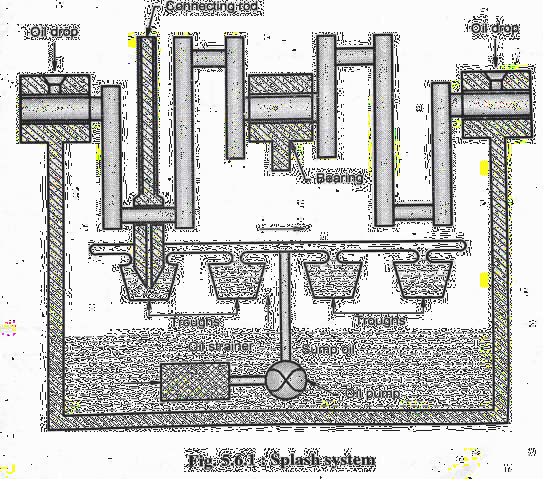 Connecting rod
Oil drop
Oil drop
Bearing
Troughs
Troughs
Oil strainer
Sump oil
Oil pump
Fig. 5.6.1 : Splash system